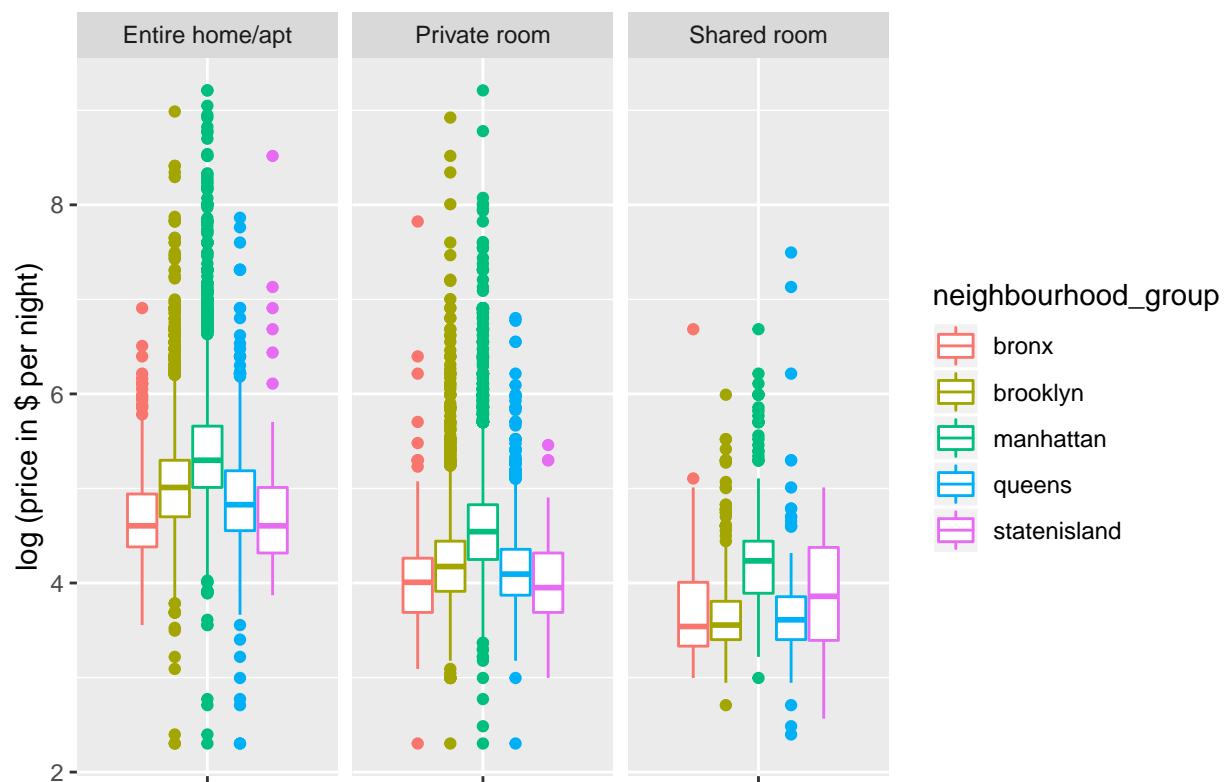 Entire home/apt
Private room
Shared room
log (price in $ per night)
8
6
4
2
neighbourhood_group
bronx
brooklyn
manhattan
queens
statenisland